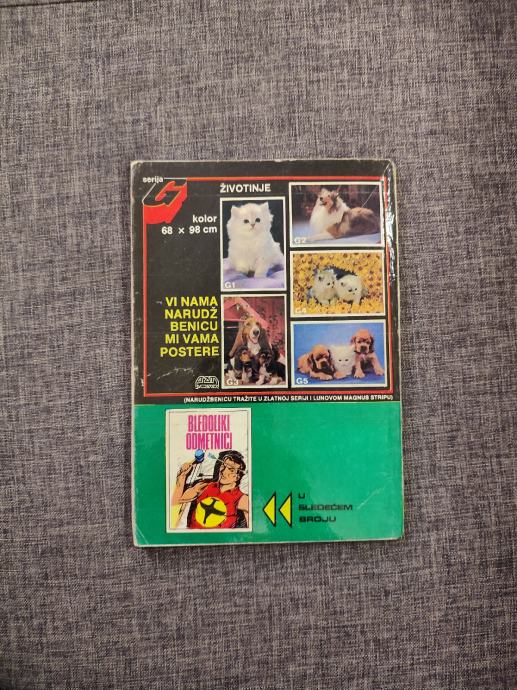 serija
G
ŽIVOTINJE
kolor
68 × 98 cm
G1
G2
G4
VI NAMA
NARUDŽ
BENICU
MI VAMA
POSTERE
G3
G5
(NARUDŽBENICU TRAŽITE U ZLATNOJ SERIJI I LUNOVOM MAGNUS STRIPU)
BLEDOLIKI
ODMETNICI
U
SLEDEĆEM
BROJU